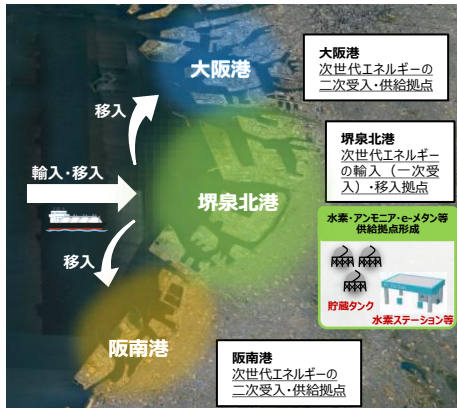 大阪港
大阪港
次世代エネルギーの
二次受入・供給拠点
移入
輸入・移入
堺泉北港
堺泉北港
次世代エネルギー
の輸入（一次受
入）・移入拠点
水素・アンモニア・e-メタン等
供給拠点形成
貯蔵タンク
水素ステーション等
移入
阪南港
阪南港
次世代エネルギーの
二次受入・供給拠点